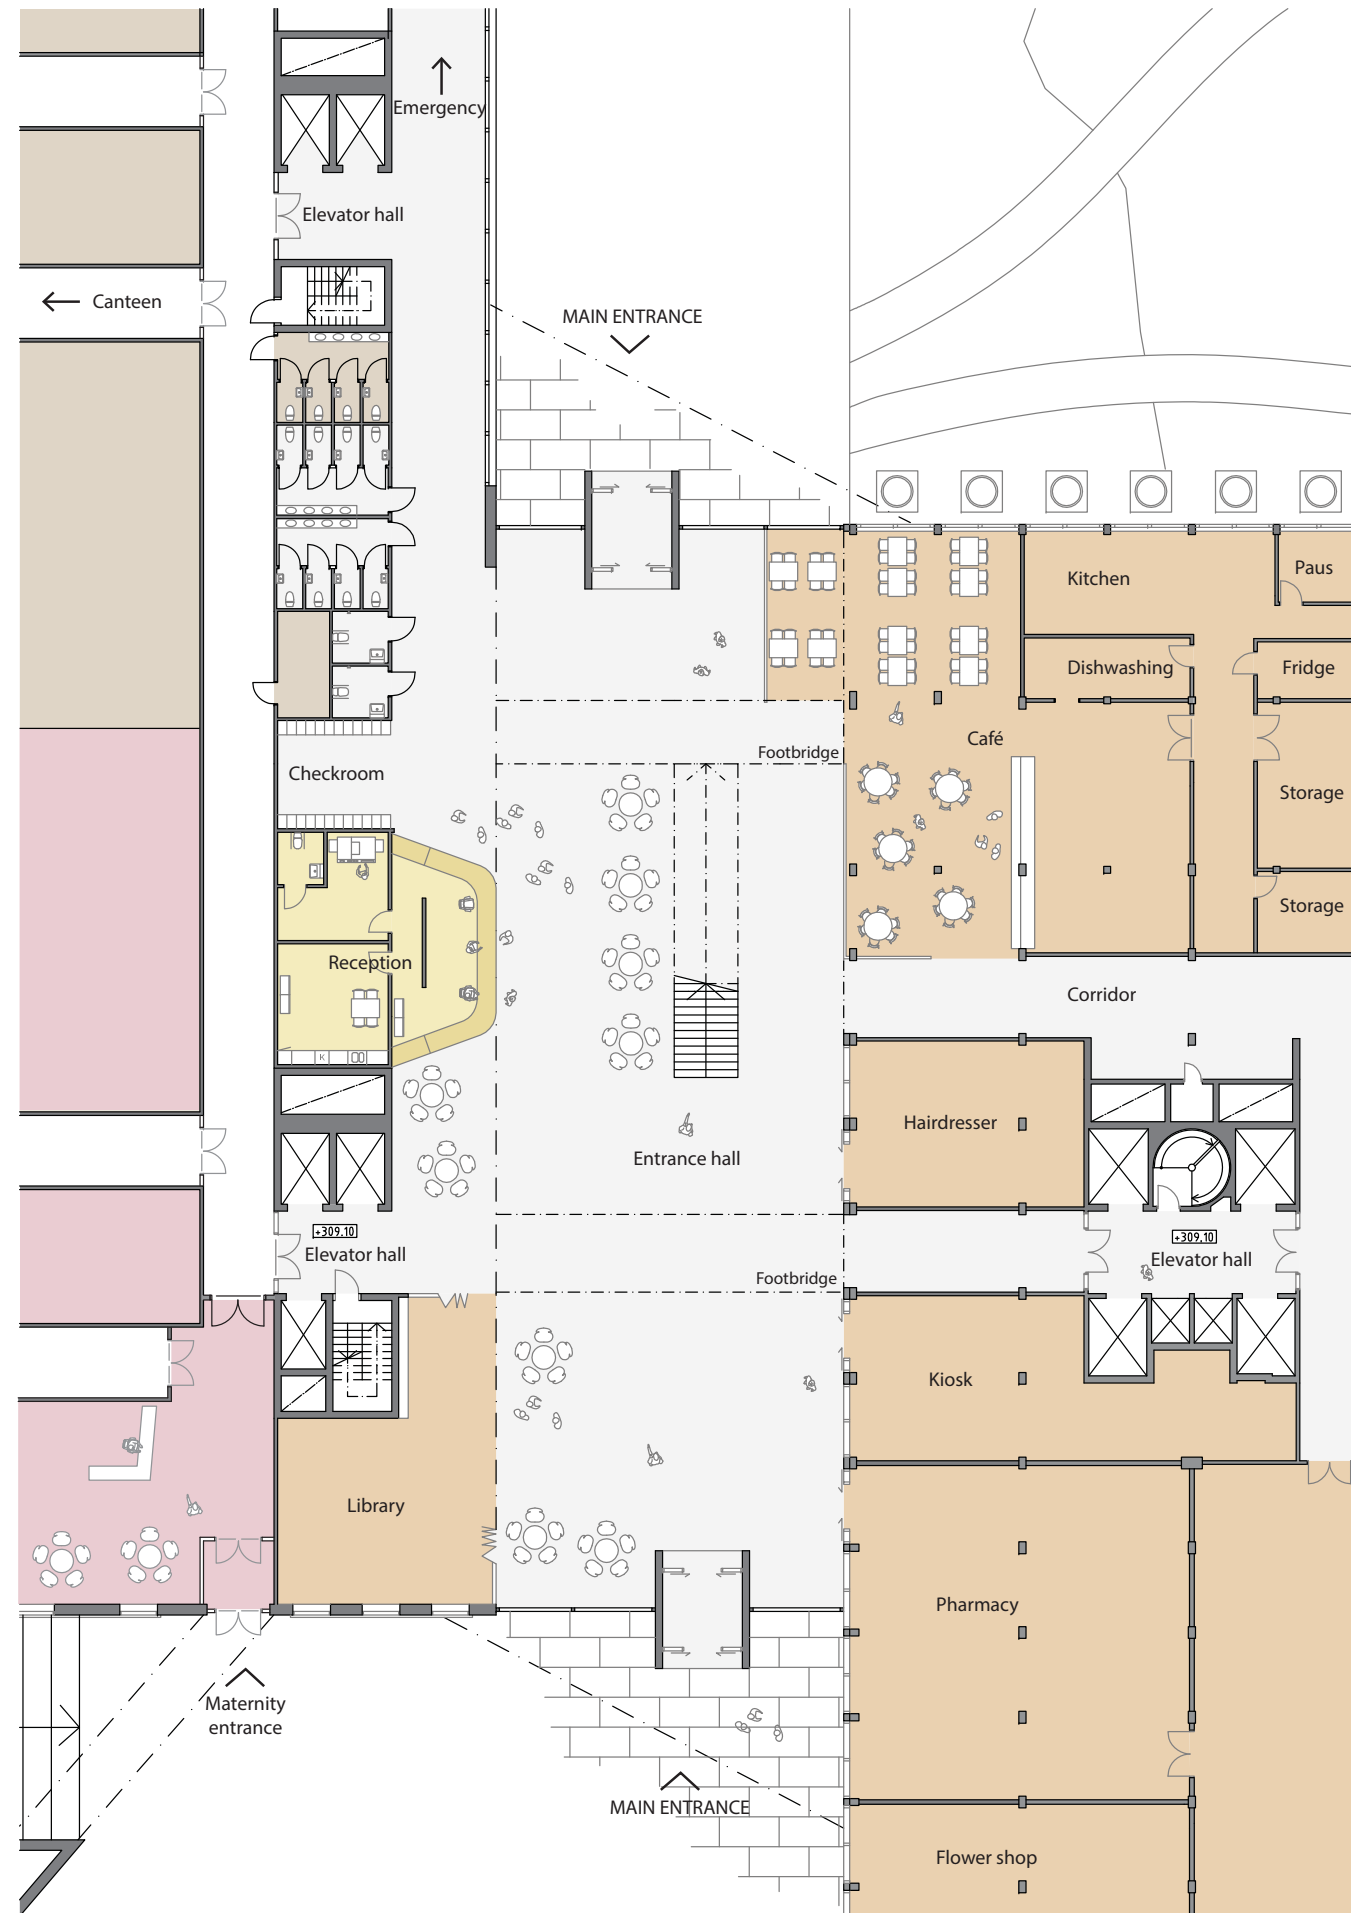 Emergency
Elevator hall
Canteen
MAIN ENTRANCE
Kitchen
Paus
Dishwashing
Fridge
Café
Footbridge
Checkroom
Storage
Storage
Reception
K
Corridor
Hairdresser
Entrance hall
+309,10
Elevator hall
+309,10
Elevator hall
Footbridge
Kiosk
Library
Pharmacy
Maternity
entrance
MAIN ENTRANCE
Flower shop